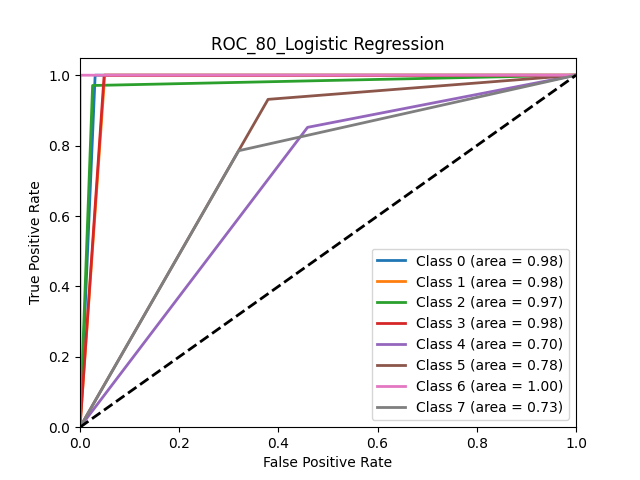 ROC_80_Logistic Regression
True Positive Rate
1.0
0.8
0.6
0.4
0.2
0.0
Class 0 (area = 0.98)
Class 1 (area = 0.98)
Class 2 (area = 0.97)
Class 3 (area = 0.98)
Class 4 (area = 0.70)
Class 5 (area = 0.78)
Class 6 (area = 1.00)
Class 7 (area = 0.73)
0.0 0.2 0.4 0.6 0.8 1.0
False Positive Rate